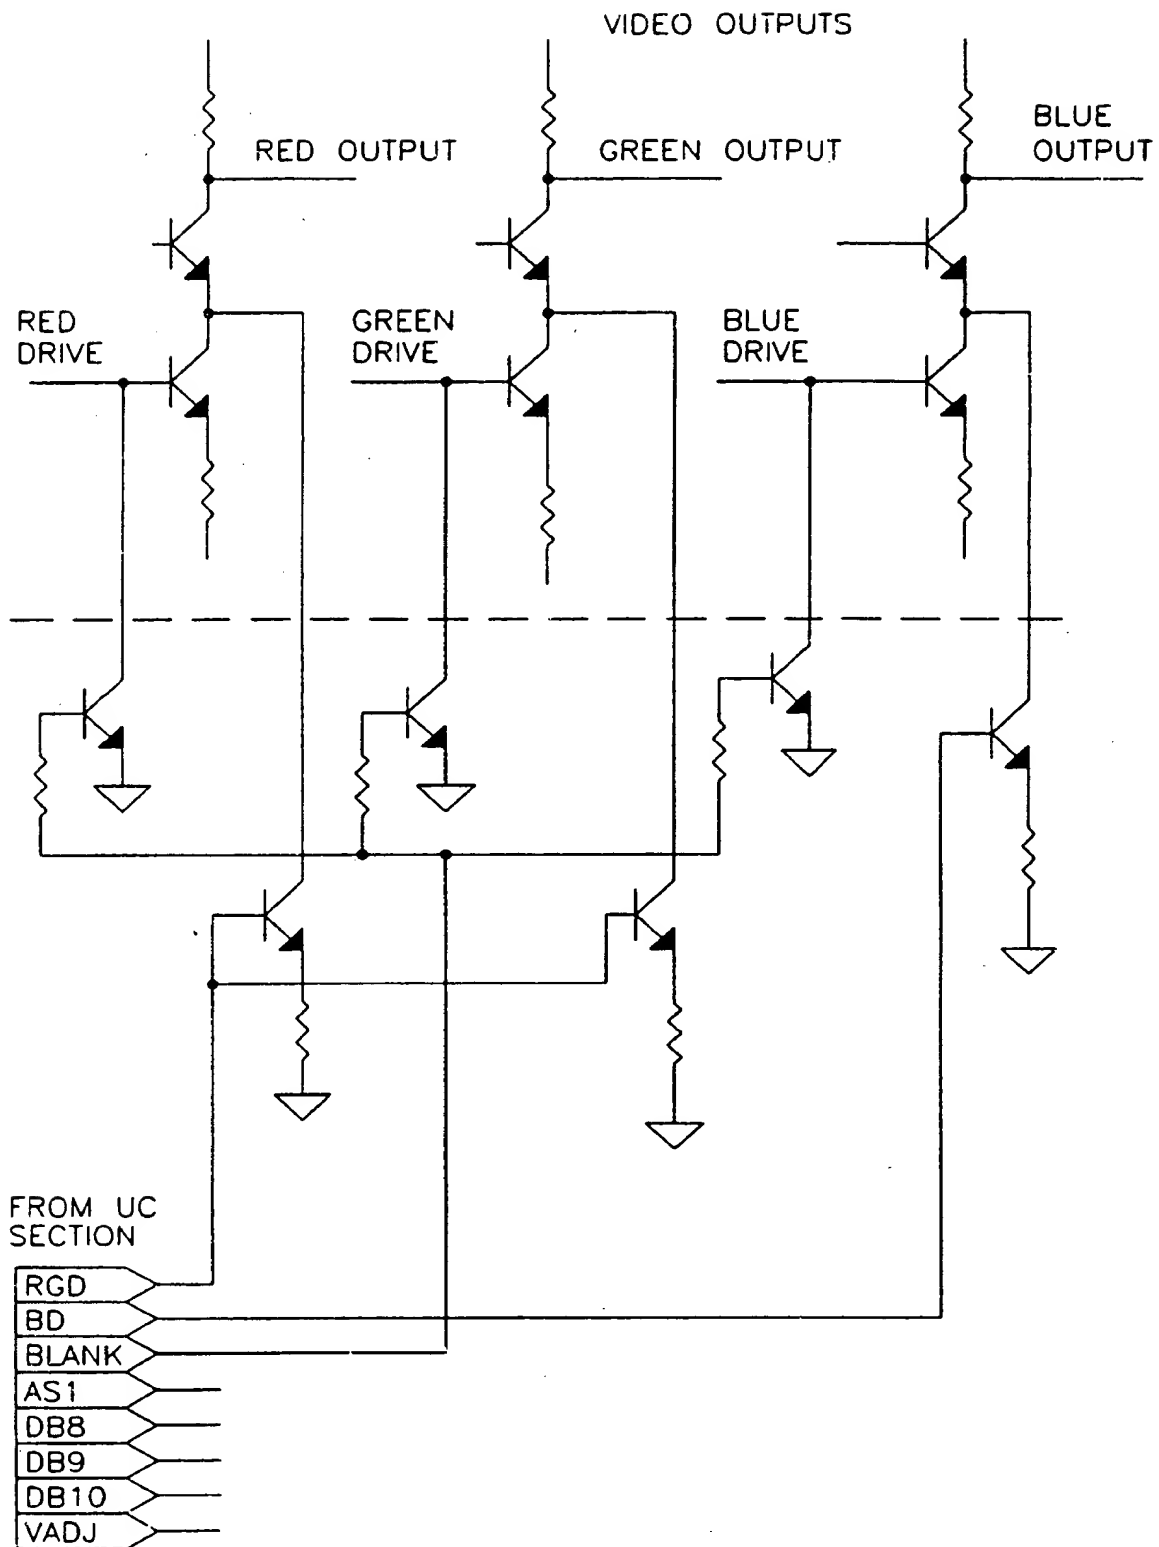 VIDEO OUTPUTS
RED OUTPUT
GREEN OUTPUT
BLUE
OUTPUT
RED
DRIVE
GREEN
DRIVE
BLUE
DRIVE
FROM UC
SECTION
RGD
BD
BLANK
AS1
DB8
DB9
DB10
VADJ